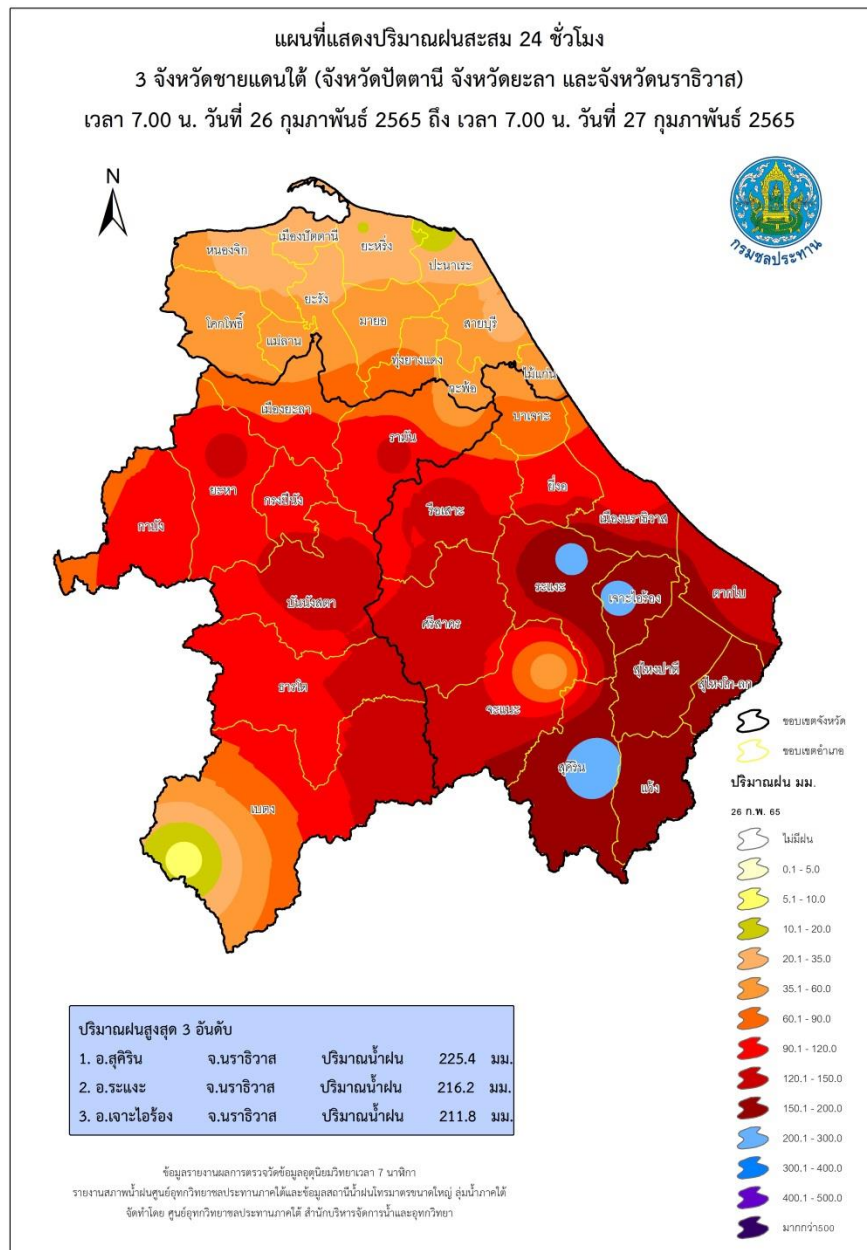 แผนที่แสดงปริมาณฝนสะสม 24 ชั่วโมง
3 จังหวัดชายแดนใต้ (จังหวัดปัตตานี จังหวัดยะลา และจังหวัดนราธิวาส)
เวลา 7.00 น. วันที่ 26 กุมภาพันธ์ 2565 ถึง เวลา 7.00 น. วันที่ 27 กุมภาพันธ์ 2565
N
กรมชลประทาน
เมืองปัตตานี
หนองจิก
ยะหริ่ง
ปะนาเระ
ยะรัง
โคกโพธิ์
มายอ
สายบุรี
แม่ลาน
ทุ่งยางแดง
ไม้แก่น
กะพ้อ
เมืองยะลา
บาเจาะ
รามัน
ยะหา
กรงปินัง
ยี่งอ
กาบัง
รือเสาะ
เมืองนราธิวาส
บันนังสตา
ระแงะ
เจาะไอร้อง
ตากใบ
ศรีสาคร
สุไหงปาดี
สุไหงโก-ลก
ธารโต
จะแนะ
สุคิริน
แว้ง
เบตง
ขอบเขตจังหวัด
ขอบเขตอำเภอ
ปริมาณฝน มม.
26 ก.พ. 65
ไม่มีฝน
0.1 - 5.0
5.1 - 10.0
10.1 - 20.0
20.1 - 35.0
35.1 - 60.0
60.1 - 90.0
90.1 - 120.0
120.1 - 150.0
150.1 - 200.0
200.1 - 300.0
300.1 - 400.0
400.1 - 500.0
มากกว่า500
ปริมาณฝนสูงสุด 3 อันดับ
1. อ.สุคิริน จ.นราธิวาส ปริมาณน้ำฝน 225.4 มม.
2. อ.ระแงะ จ.นราธิวาส ปริมาณน้ำฝน 216.2 มม.
3. อ.เจาะไอร้อง จ.นราธิวาส ปริมาณน้ำฝน 211.8 มม.
ข้อมูลรายงานผลการตรวจวัดข้อมูลอุตุนิยมวิทยาเวลา 7 นาฬิกา
รายงานสภาพน้ำฝนศูนย์อุทกวิทยาชลประทานภาคใต้และข้อมูลสถานีน้ำฝนโทรมาตรขนาดใหญ่ ลุ่มน้ำภาคใต้
จัดทำโดย ศูนย์อุทกวิทยาชลประทานภาคใต้ สำนักบริหารจัดการน้ำและอุทกวิทยา